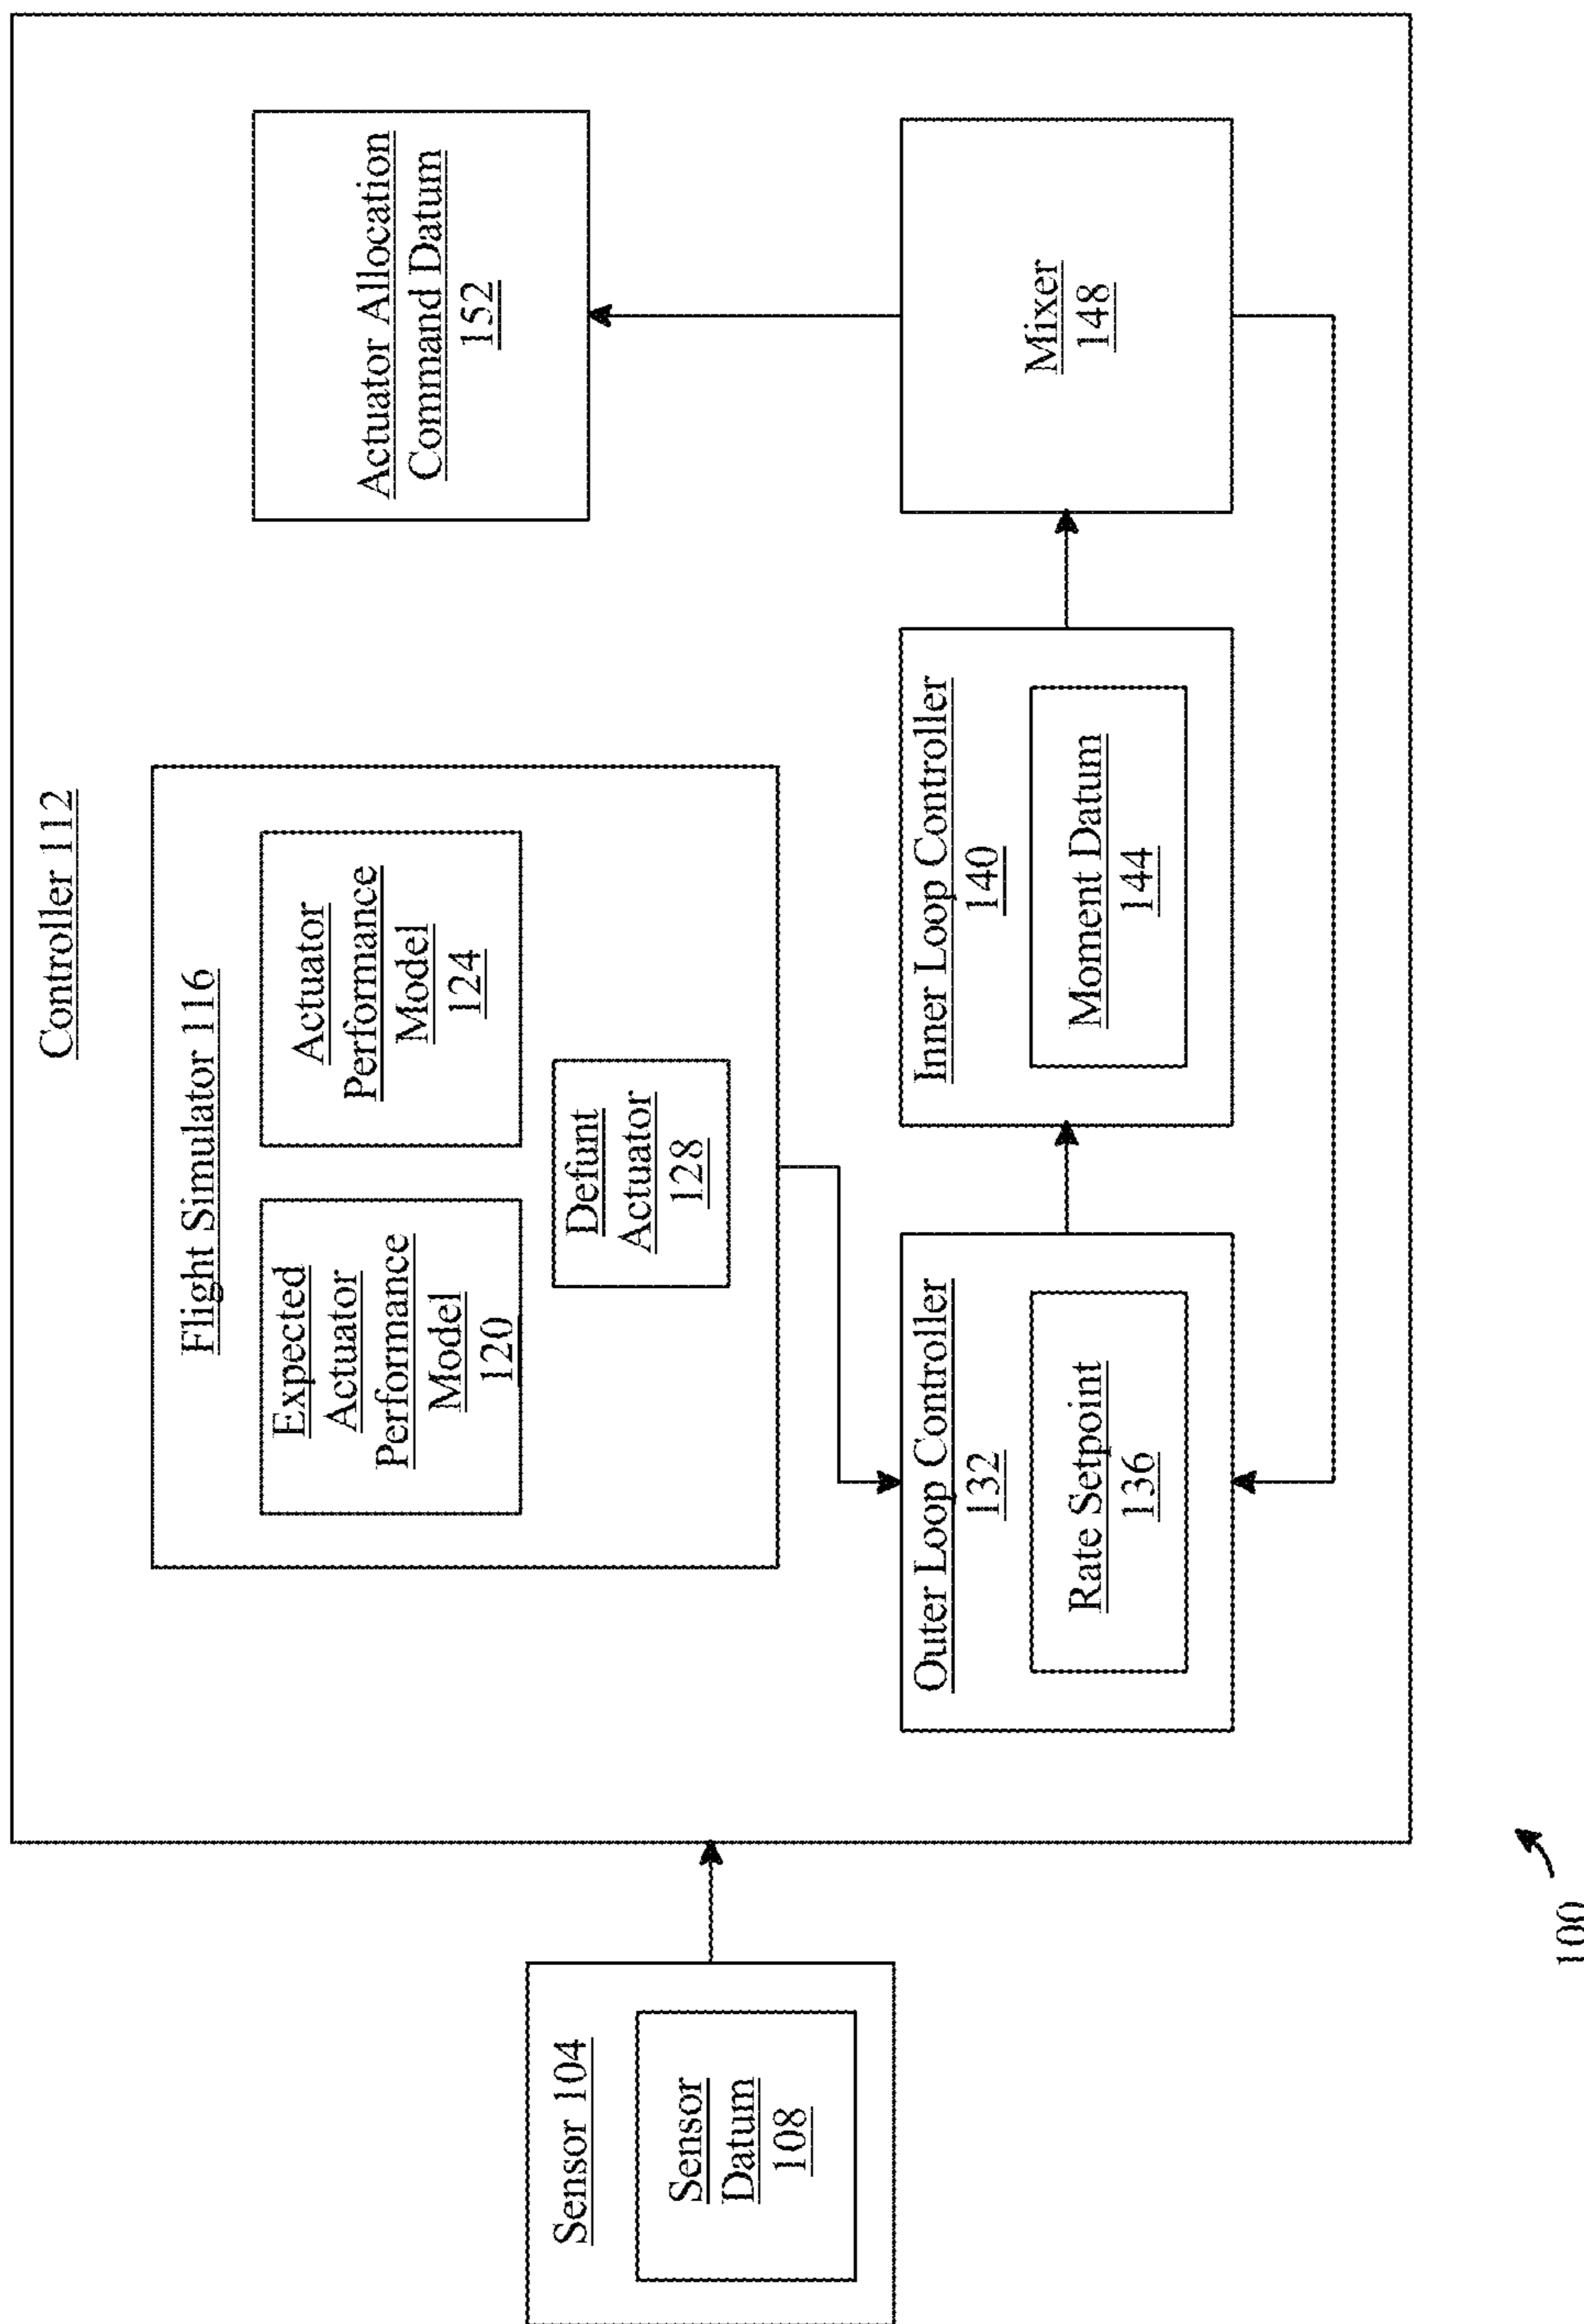 Controller 112
Flight Simulator 116
Expected
Actuator
Performance
Model
120
Actuator
Performance
Model
124
Defunt
Actuator
128
Actuator Allocation
Command Datum
152
Sensor 104
Sensor
Datum
108
Outer Loop Controller
132
Rate Setpoint
136
Inner Loop Controller
140
Moment Datum
144
Mixer
148
100